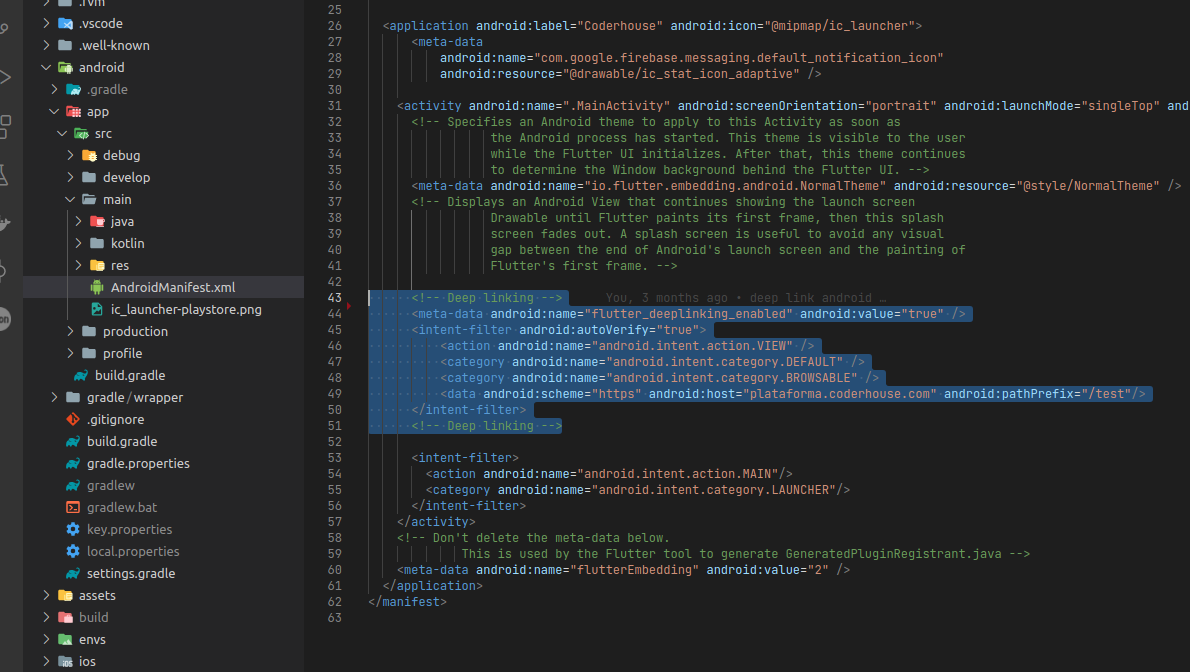 .rvm
.vscode
.well-known
android
.gradle
app
src
debug
develop
main
java
kotlin
res
AndroidManifest.xml
ic_launcher-playstore.png
production
profile
build.gradle
gradle/wrapper
.gitignore
build.gradle
gradle.properties
gradlew
gradlew.bat
key.properties
local.properties
settings.gradle
assets
build
envs
ios
25
26 <application android:label="Coderhouse" android:icon="@mipmap/ic_launcher">
27 <meta-data
28 android:name="com.google.firebase.messaging.default_notification_icon"
29 android:resource="@drawable/ic_stat_icon_adaptive" />
30
31 <activity android:name=".MainActivity" android:screenOrientation="portrait" android:launchMode="singleTop" and
32 <!-- Specifies an Android theme to apply to this Activity as soon as
33 the Android process has started. This theme is visible to the user
34 while the Flutter UI initializes. After that, this theme continues
35 to determine the Window background behind the Flutter UI. -->
36 <meta-data android:name="io.flutter.embedding.android.NormalTheme" android:resource="@style/NormalTheme" />
37 <!-- Displays an Android View that continues showing the launch screen
38 Drawable until Flutter paints its first frame, then this splash
39 screen fades out. A splash screen is useful to avoid any visual
40 gap between the end of Android's launch screen and the painting of
41 Flutter's first frame. -->
42
43 <!-- Deep linking --> You, 3 months ago • deep link android …
44 <meta-data android:name="flutter_deeplinking_enabled" android:value="true" />
45 <intent-filter android:autoVerify="true">
46 <action android:name="android.intent.action.VIEW" />
47 <category android:name="android.intent.category.DEFAULT" />
48 <category android:name="android.intent.category.BROWSABLE" />
49 <data android:scheme="https" android:host="plataforma.coderhouse.com" android:pathPrefix="/test"/>
50 </intent-filter>
51 <!-- Deep linking -->
52
53 <intent-filter>
54 <action android:name="android.intent.action.MAIN"/>
55 <category android:name="android.intent.category.LAUNCHER"/>
56 </intent-filter>
57 </activity>
58 <!-- Don't delete the meta-data below.
59 This is used by the Flutter tool to generate GeneratedPluginRegistrant.java -->
60 <meta-data android:name="flutterEmbedding" android:value="2" />
61 </application>
62 </manifest>
63